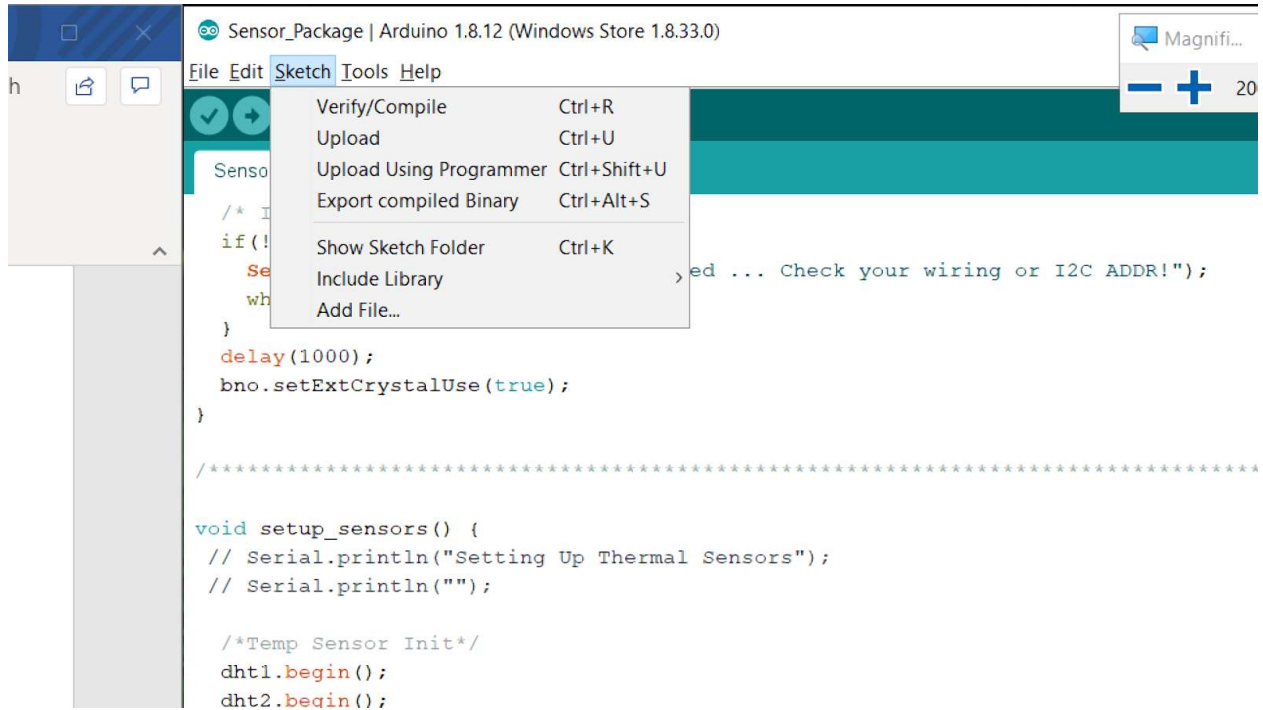 Sensor_Package | Arduino 1.8.12 (Windows Store 1.8.33.0)
Magnifi...
File Edit Sketch Tools Help
h
20
Verify/Compile Ctrl+R
Upload Ctrl+U
Upload Using Programmer Ctrl+Shift+U
Export compiled Binary Ctrl+Alt+S
Show Sketch Folder Ctrl+K
Include Library >
Add File...
Senso
/* I
if(!
Se
ed ... Check your wiring or I2C ADDR!");
wh
}
delay(1000);
bno.setExtCrystalUse(true);
}
/********************************************************************************
void setup_sensors() {
// Serial.println("Setting Up Thermal Sensors");
// Serial.println("");
/*Temp Sensor Init*/
dht1.begin();
dht2.begin();